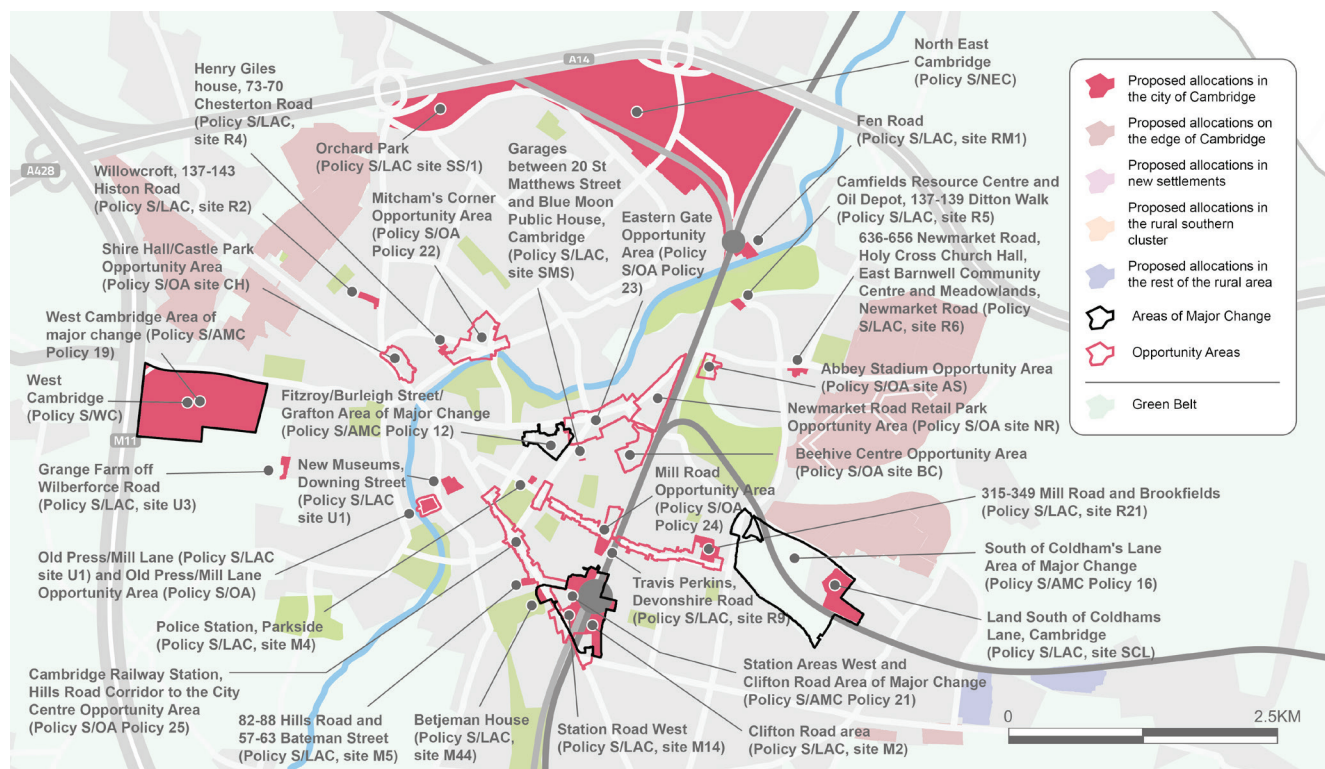 A14
A428
M11
Henry Giles
house, 73-70
Chesterton Road
(Policy S/LAC,
site R4)
Orchard Park
(Policy S/LAC site SS/1)
North East
Cambridge
(Policy S/NEC)
Willowcroft, 137-143
Histon Road
(Policy S/LAC, site R2)
Mitcham's Corner
Opportunity Area
(Policy S/OA
Policy 22)
Garages
between 20 St
Matthews Street
and Blue Moon
Public House,
Cambridge
(Policy S/LAC,
site SMS)
Eastern Gate
Opportunity
Area (Policy
S/OA Policy
23)
Fen Road
(Policy S/LAC, site RM1)
Camfields Resource Centre and
Oil Depot, 137-139 Ditton Walk
(Policy S/LAC, site R5)
636-656 Newmarket Road,
Holy Cross Church Hall,
East Barnwell Community
Centre and Meadowlands,
Newmarket Road (Policy
S/LAC, site R6)
Shire Hall/Castle Park
Opportunity Area
(Policy S/OA site CH)
West Cambridge Area of
major change (Policy S/AMC
Policy 19)
West
Cambridge
(Policy S/WC)
Fitzroy/Burleigh Street/
Grafton Area of Major Change
(Policy S/AMC Policy 12)
Abbey Stadium Opportunity Area
(Policy S/OA site AS)
Newmarket Road Retail Park
Opportunity Area (Policy S/OA site NR)
Beehive Centre Opportunity Area
(Policy S/OA site BC)
Grange Farm off
Wilberforce Road
(Policy S/LAC, site U3)
New Museums,
Downing Street
(Policy S/LAC
site U1)
Mill Road
Opportunity Area
(Policy S/OA
Policy 24)
315-349 Mill Road and Brookfields
(Policy S/LAC, site R21)
Old Press/Mill Lane (Policy S/LAC
site U1) and Old Press/Mill Lane
Opportunity Area (Policy S/OA)
South of Coldham's Lane
Area of Major Change
(Policy S/AMC Policy 16)
Police Station, Parkside
(Policy S/LAC, site M4)
Travis Perkins,
Devonshire Road
(Policy S/LAC, site R9)
Land South of Coldhams
Lane, Cambridge
(Policy S/LAC, site SCL)
Cambridge Railway Station,
Hills Road Corridor to the City
Centre Opportunity Area
(Policy S/OA Policy 25)
82-88 Hills Road and
57-63 Bateman Street
(Policy S/LAC, site M5)
Betjeman House
(Policy S/LAC,
site M44)
Station Road West
(Policy S/LAC, site M14)
Station Areas West and
Clifton Road Area of Major Change
(Policy S/AMC Policy 21)
Clifton Road area
(Policy S/LAC, site M2)
Proposed allocations in
the city of Cambridge
Proposed allocations on
the edge of Cambridge
Proposed allocations in
new settlements
Proposed allocations in
the rural southern
cluster
Proposed allocations in
the rest of the rural area
Areas of Major Change
Opportunity Areas
Green Belt
0
2.5KM